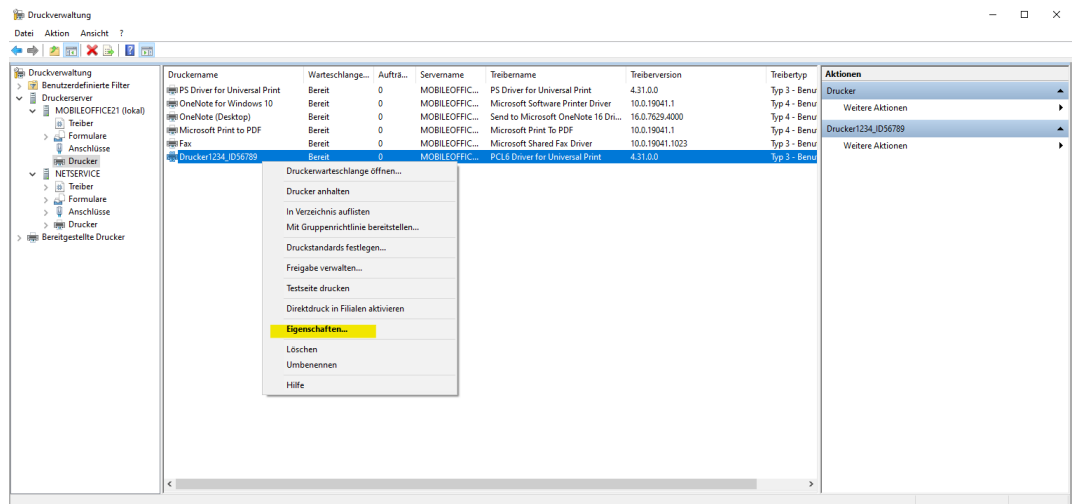 Druckverwaltung
Datei Aktion Ansicht ?
Druckverwaltung
Benutzerdefinierte Filter
Druckerserver
MOBILEOFFICE21 (lokal)
Treiber
Formulare
Anschlüsse
Drucker
NETSERVICE
Treiber
Formulare
Anschlüsse
Drucker
Bereitgestellte Drucker
Druckername Warteschlange... Aufträ... Servername Treibername Treiberversion Treibertyp
PS Driver for Universal Print Bereit 0 MOBILEOFFIC... PS Driver for Universal Print 4.31.0.0 Typ 3 - Benu
OneNote for Windows 10 Bereit 0 MOBILEOFFIC... Microsoft Software Printer Driver 10.0.19041.1 Typ 4 - Benu
OneNote (Desktop) Bereit 0 MOBILEOFFIC... Send to Microsoft OneNote 16 Dri... 16.0.7629.4000 Typ 4 - Benu
Microsoft Print to PDF Bereit 0 MOBILEOFFIC... Microsoft Print To PDF 10.0.19041.1 Typ 4 - Benu
Fax Bereit 0 MOBILEOFFIC... Microsoft Shared Fax Driver 10.0.19041.1023 Typ 3 - Benu
Drucker1234_ID56789 Bereit 0 MOBILEOFFIC... PCL6 Driver for Universal Print 4.31.0.0 Typ 3 - Benu
Druckerwarteschlange öffnen...
Drucker anhalten
In Verzeichnis auflisten
Mit Gruppenrichtlinie bereitstellen...
Druckstandards festlegen...
Freigabe verwalten...
Testseite drucken
Direktdruck in Filialen aktivieren
Eigenschaften...
Löschen
Umbenennen
Hilfe
Aktionen
Drucker
Weitere Aktionen
Drucker1234_ID56789
Weitere Aktionen